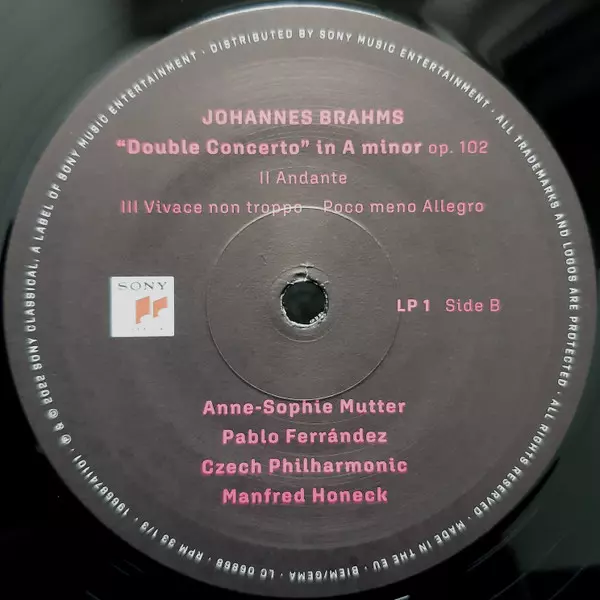 JOHANNES BRAHMS
"Double Concerto" in A minor op. 102
II Andante
III Vivace non troppo - Poco meno Allegro
SONY
LP 1 Side B
Anne-Sophie Mutter
Pablo Ferrández
Czech Philharmonic
Manfred Honeck
℗ & © 2022 SONY CLASSICAL, A LABEL OF SONY MUSIC ENTERTAINMENT · DISTRIBUTED BY SONY MUSIC ENTERTAINMENT · ALL TRADEMARKS AND LOGOS ARE PROTECTED · ALL RIGHTS RESERVED · MADE IN THE EU · BIEM/GEMA · LC 06868 · RPM 33 1/3 · 19658741101